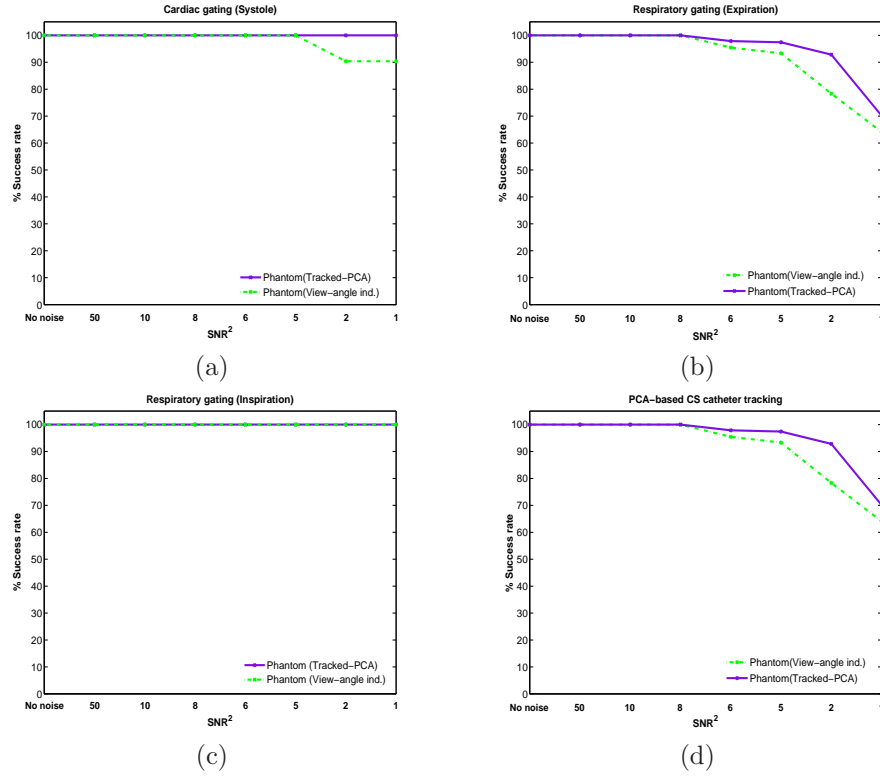 Cardiac gating (Systole)
100
90
80
70
60
50
40
30
20
10
0
% Success rate
Phantom(Tracked−PCA)
Phantom(View−angle ind.)
No noise 50 10 8 6 5 2 1
SNR²
(a)
Respiratory gating (Expiration)
100
90
80
70
60
50
40
30
20
10
0
% Success rate
Phantom(View−angle ind.)
Phantom(Tracked−PCA)
No noise 50 10 8 6 5 2 1
SNR²
(b)
Respiratory gating (Inspiration)
100
90
80
70
60
50
40
30
20
10
0
% Success rate
Phantom (Tracked−PCA)
Phantom (View−angle ind.)
No noise 50 10 8 6 5 2 1
SNR²
(c)
PCA−based CS catheter tracking
100
90
80
70
60
50
40
30
20
10
0
% Success rate
Phantom(View−angle ind.)
Phantom(Tracked−PCA)
No noise 50 10 8 6 5 2 1
SNR²
(d)